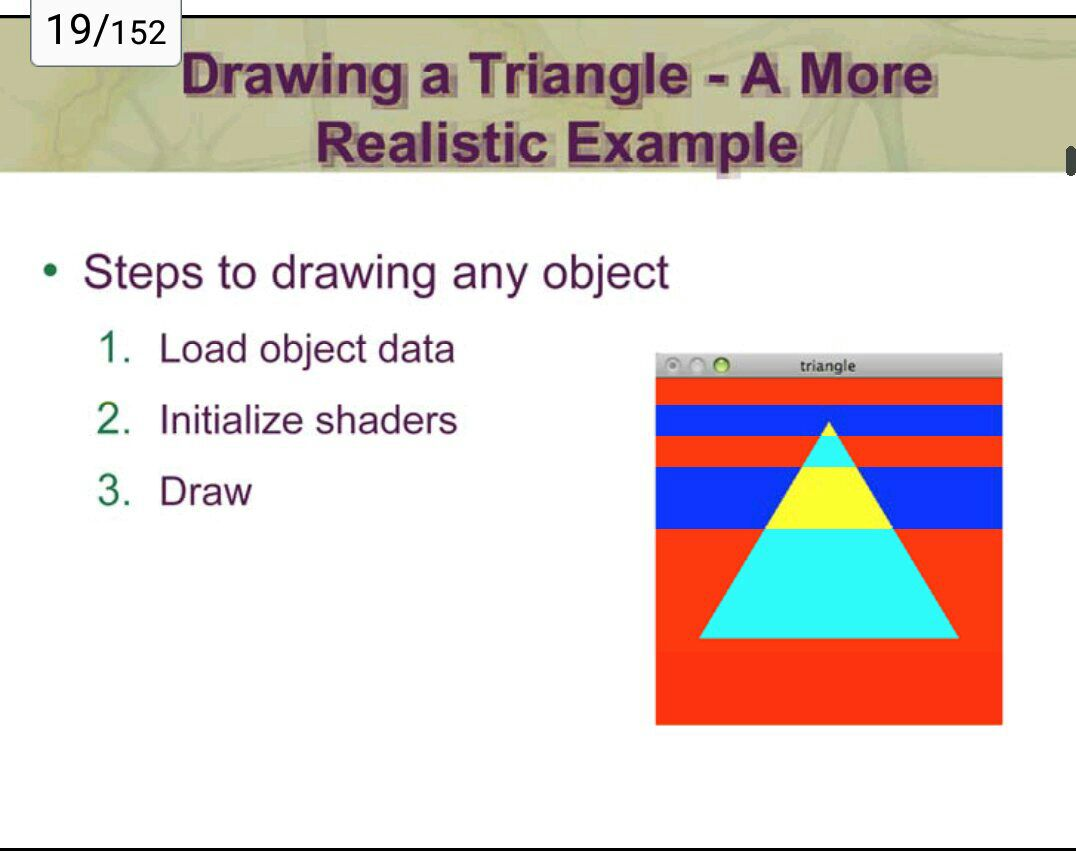 19/152
Drawing a Triangle - A More
Realistic Example
• Steps to drawing any object
1. Load object data
2. Initialize shaders
3. Draw
triangle